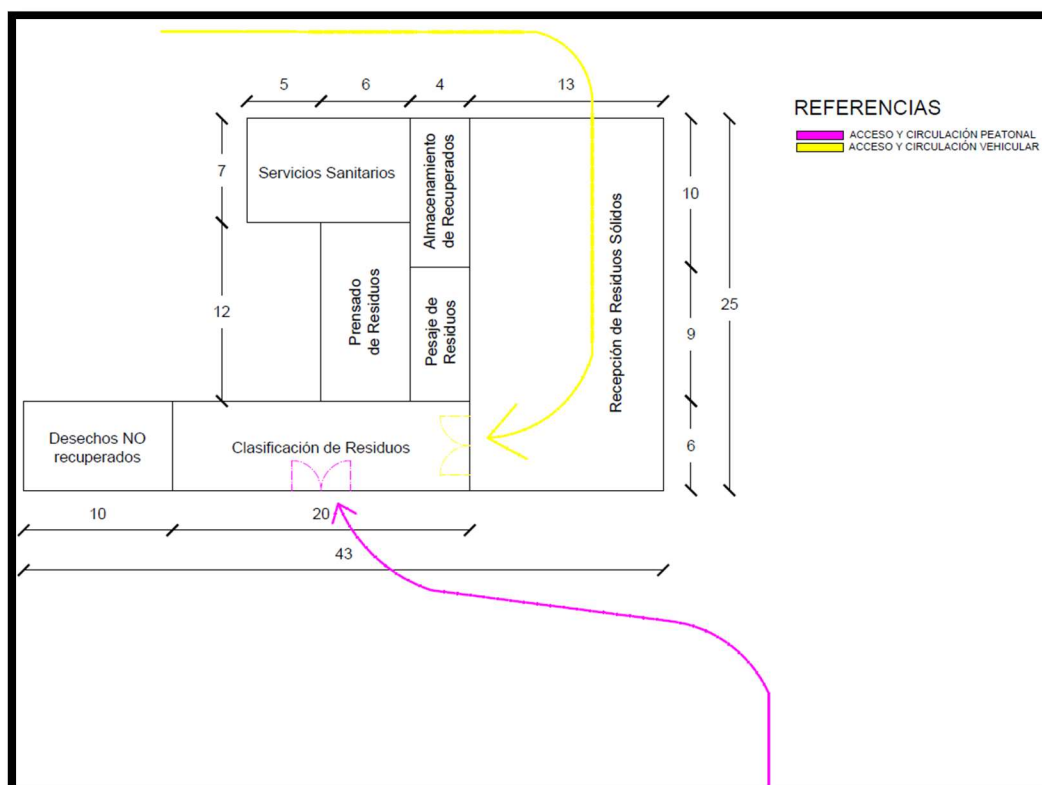 5
6
4
13
REFERENCIAS
ACCESO Y CIRCULACIÓN PEATONAL
ACCESO Y CIRCULACIÓN VEHICULAR
7
Servicios Sanitarios
Almacenamiento
de Recuperados
10
12
Prensado
de Residuos
Pesaje de
Residuos
Recepción de Residuos Sólidos
9
25
Desechos NO
recuperados
Clasificación de Residuos
6
10
20
43